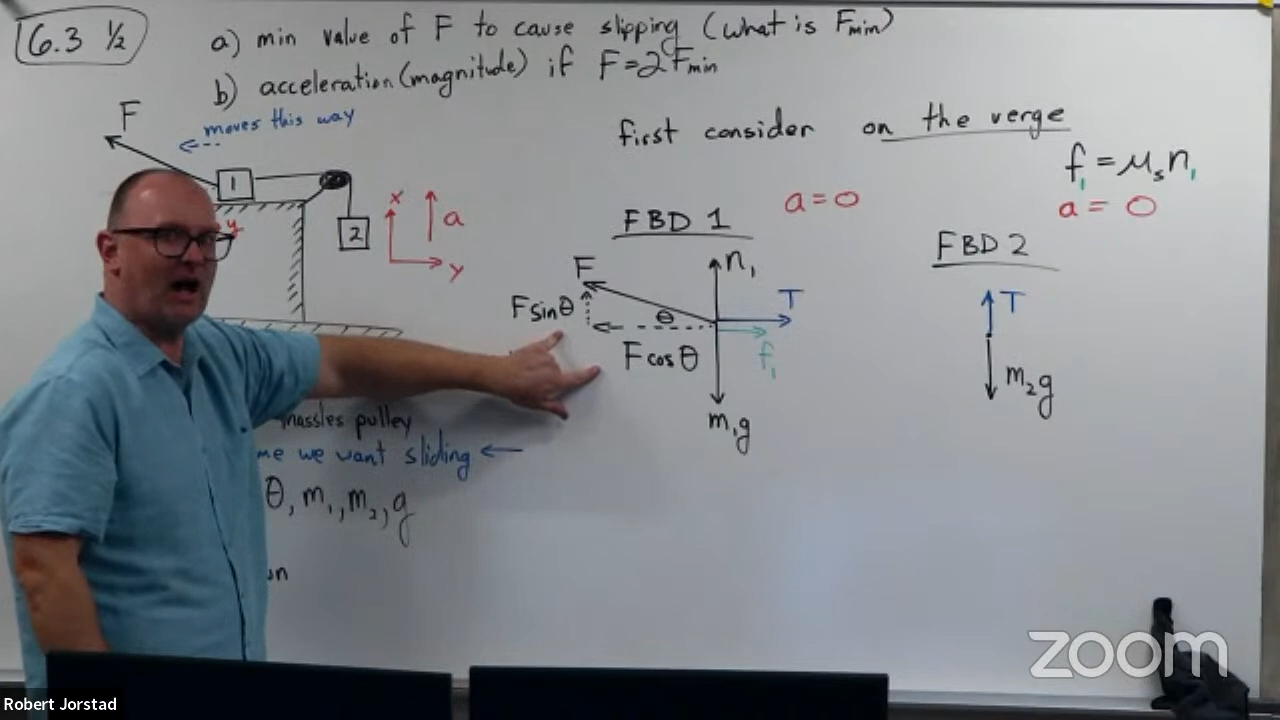 6.3 ½
a) min value of F to cause slipping (what is Fmin)
b) acceleration (magnitude) if F=2Fmin
F
moves this way
1
2
x
a
y
y
first consider on the verge
f₁ = μₛn₁
a = 0
a = 0
FBD 1
FBD 2
F
n₁
T
θ
Fsinθ
Fcosθ
f₁
m₁g
T
m₂g
massles pulley
me we want sliding ←
θ, m₁, m₂, g
zoom
Robert Jorstad